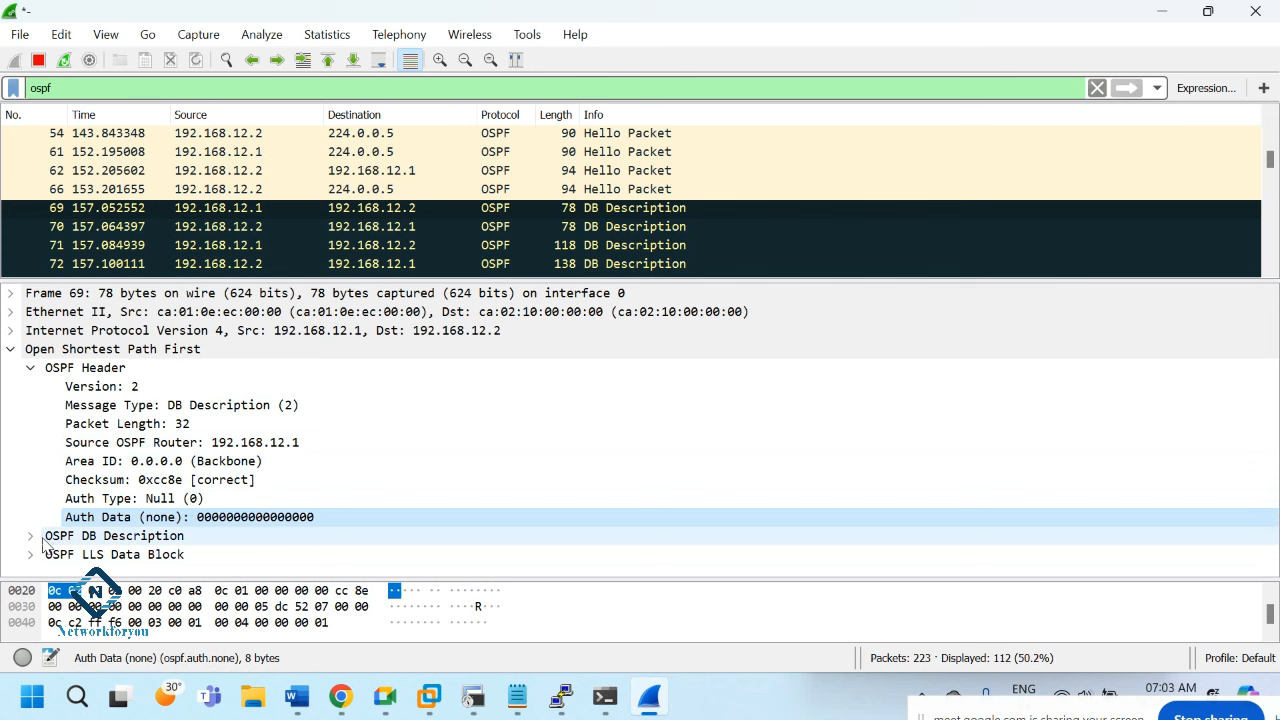 *-
File Edit View Go Capture Analyze Statistics Telephony Wireless Tools Help
ospf Expression... +
No. Time Source Destination Protocol Length Info
54 143.843348 192.168.12.2 224.0.0.5 OSPF 90 Hello Packet
61 152.195008 192.168.12.1 224.0.0.5 OSPF 90 Hello Packet
62 152.205602 192.168.12.2 192.168.12.1 OSPF 94 Hello Packet
66 153.201655 192.168.12.2 224.0.0.5 OSPF 94 Hello Packet
69 157.052552 192.168.12.1 192.168.12.2 OSPF 78 DB Description
70 157.064397 192.168.12.2 192.168.12.1 OSPF 78 DB Description
71 157.084939 192.168.12.1 192.168.12.2 OSPF 118 DB Description
72 157.100111 192.168.12.2 192.168.12.1 OSPF 138 DB Description
Frame 69: 78 bytes on wire (624 bits), 78 bytes captured (624 bits) on interface 0
Ethernet II, Src: ca:01:0e:ec:00:00 (ca:01:0e:ec:00:00), Dst: ca:02:10:00:00:00 (ca:02:10:00:00:00)
Internet Protocol Version 4, Src: 192.168.12.1, Dst: 192.168.12.2
Open Shortest Path First
OSPF Header
Version: 2
Message Type: DB Description (2)
Packet Length: 32
Source OSPF Router: 192.168.12.1
Area ID: 0.0.0.0 (Backbone)
Checksum: 0xcc8e [correct]
Auth Type: Null (0)
Auth Data (none): 0000000000000000
OSPF DB Description
OSPF LLS Data Block
0020 0c 00 20 c0 a8 0c 01 00 00 00 00 cc 8e ·· ·· ·· ········
0030 00 00 00 00 00 00 00 00 05 dc 52 07 00 00 ········ ····R···
0040 0c c2 ff f6 00 03 00 01 00 04 00 00 00 01 ········ ······
N
Networkforyou
Auth Data (none) (ospf.auth.none), 8 bytes
Packets: 223 · Displayed: 112 (50.2%)
Profile: Default
30°
ENG
07:03 AM
meet.google.com is sharing your screen.
Stop sharing